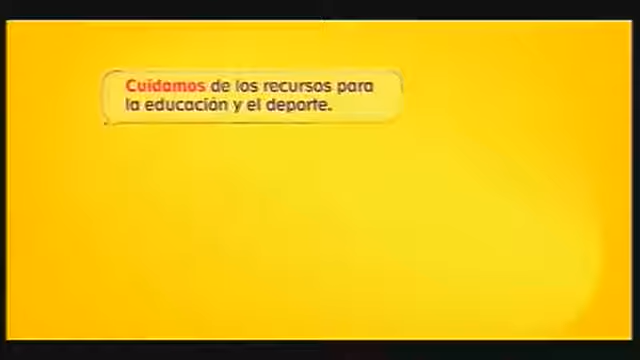 Cuidamos de los recursos para
la educación y el deporte.